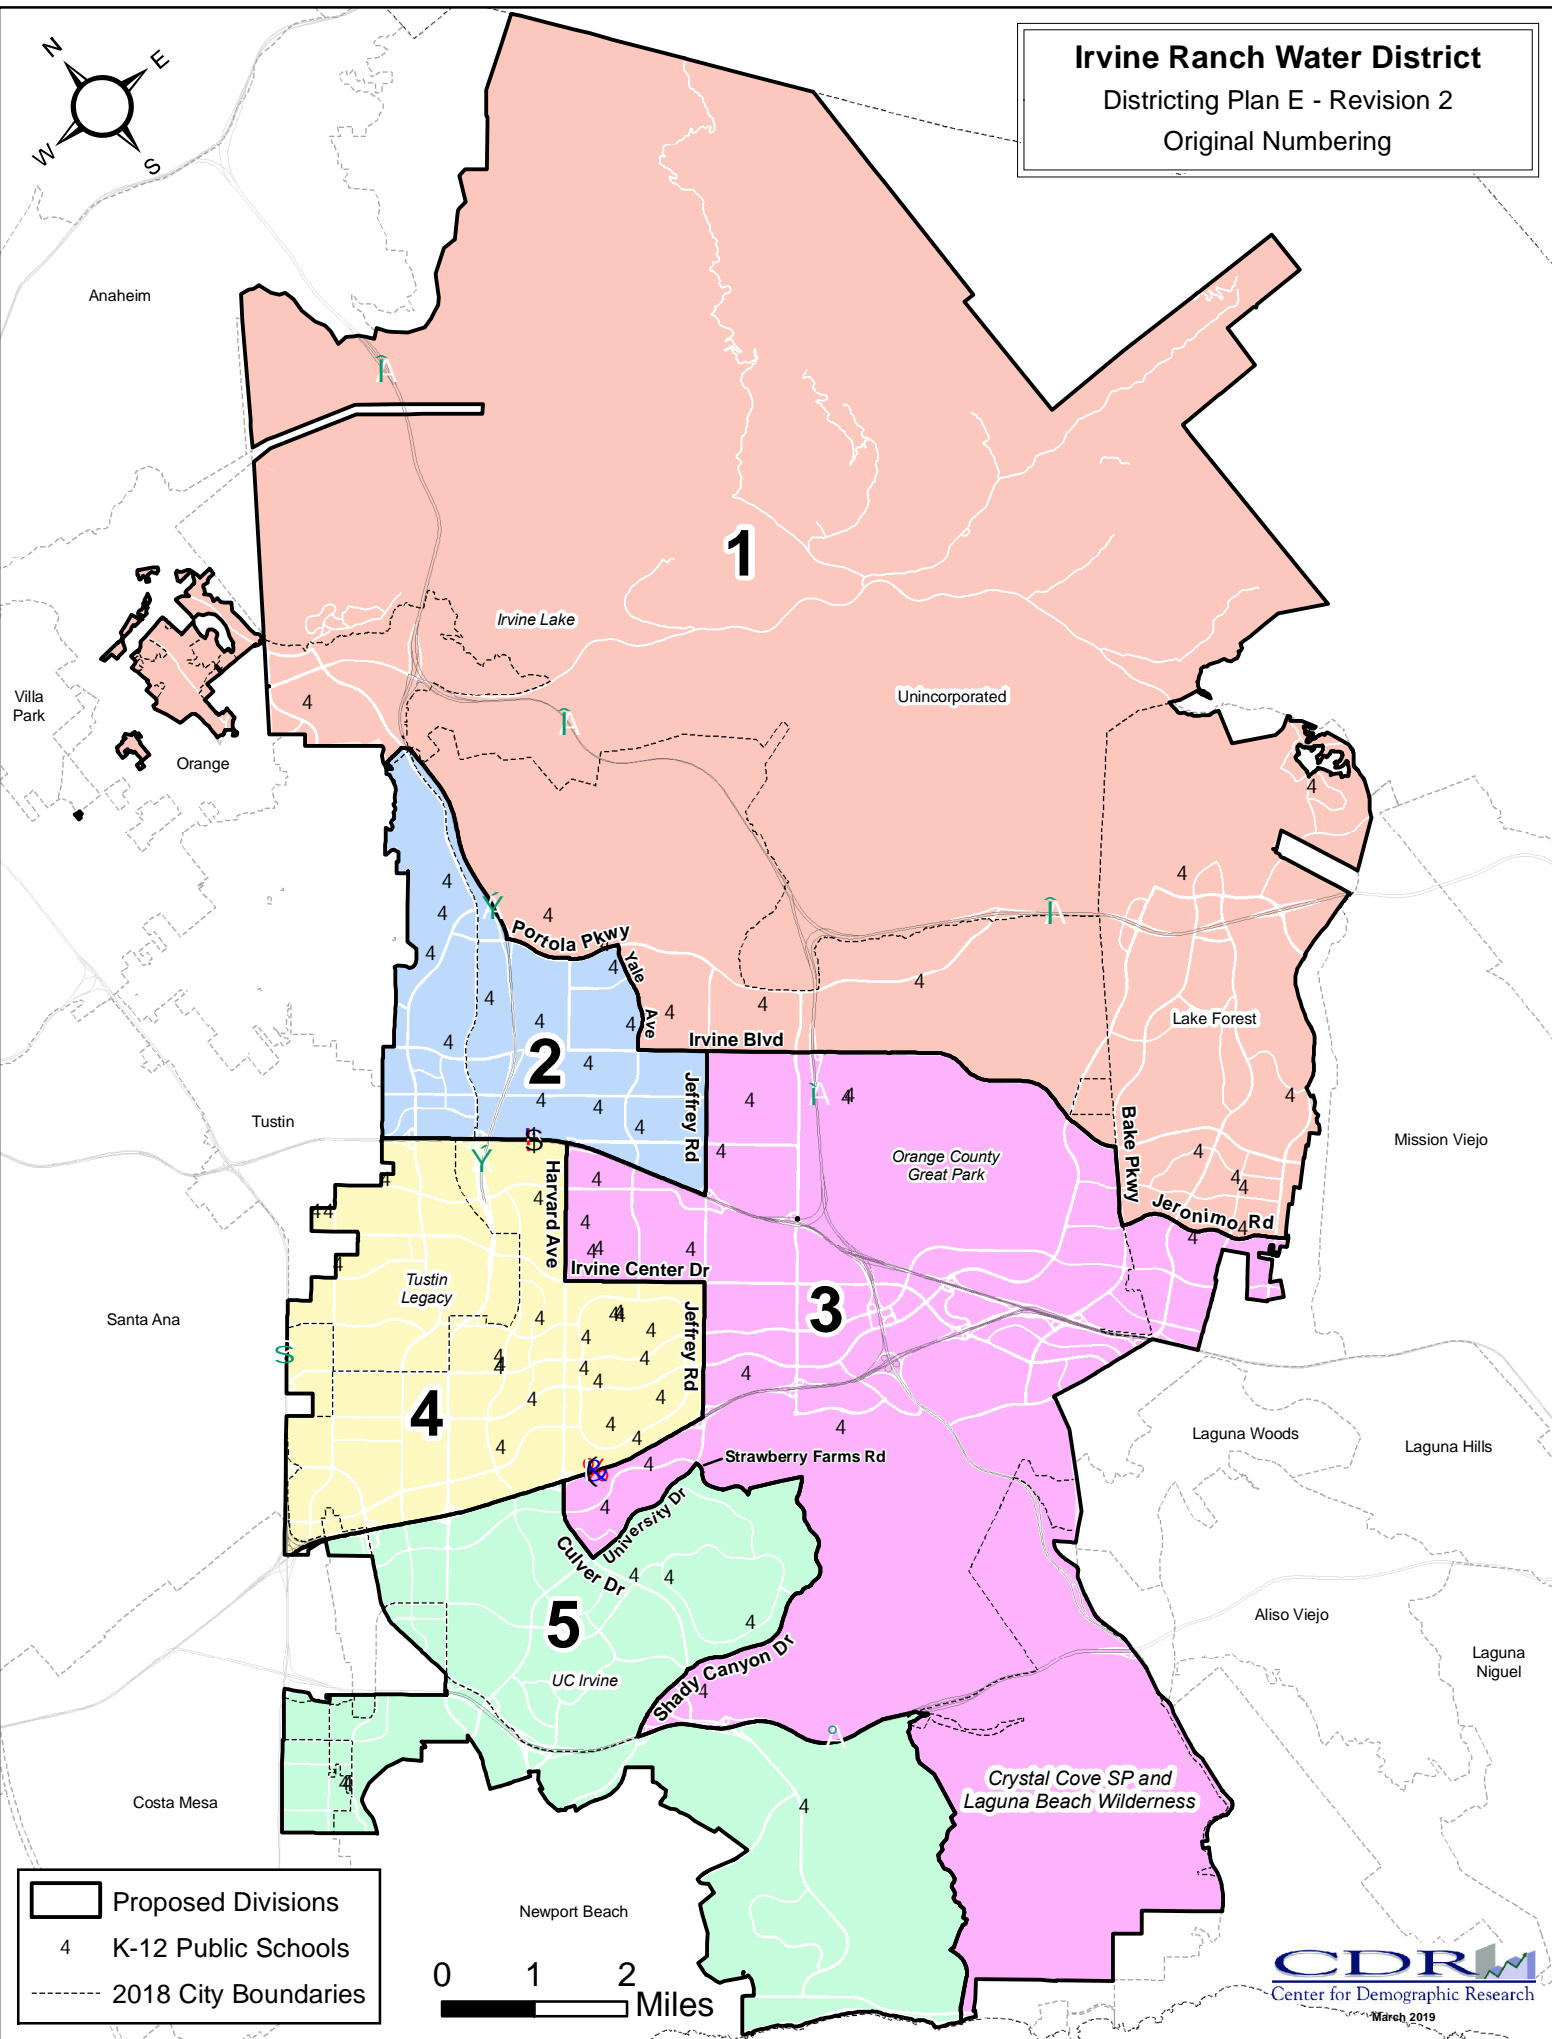 Irvine Ranch Water District
Districting Plan E - Revision 2
Original Numbering
N
E
W
S
Anaheim
1
Irvine Lake
Unincorporated
Villa
Park
Orange
Portola Pkwy
Yale
Ave
Irvine Blvd
Lake Forest
2
Jeffrey Rd
Tustin
Bake Pkwy
Mission Viejo
Orange County
Great Park
Harvard Ave
Jeronimo Rd
Irvine Center Dr
Tustin
Legacy
Santa Ana
3
Jeffrey Rd
4
Laguna Woods
Laguna Hills
Strawberry Farms Rd
University Dr
Culver Dr
5
Aliso Viejo
UC Irvine
Shady Canyon Dr
Laguna
Niguel
Costa Mesa
Crystal Cove SP and
Laguna Beach Wilderness
Newport Beach
Proposed Divisions
4 K-12 Public Schools
2018 City Boundaries
0 1 2
Miles
CDR
Center for Demographic Research
March 2019